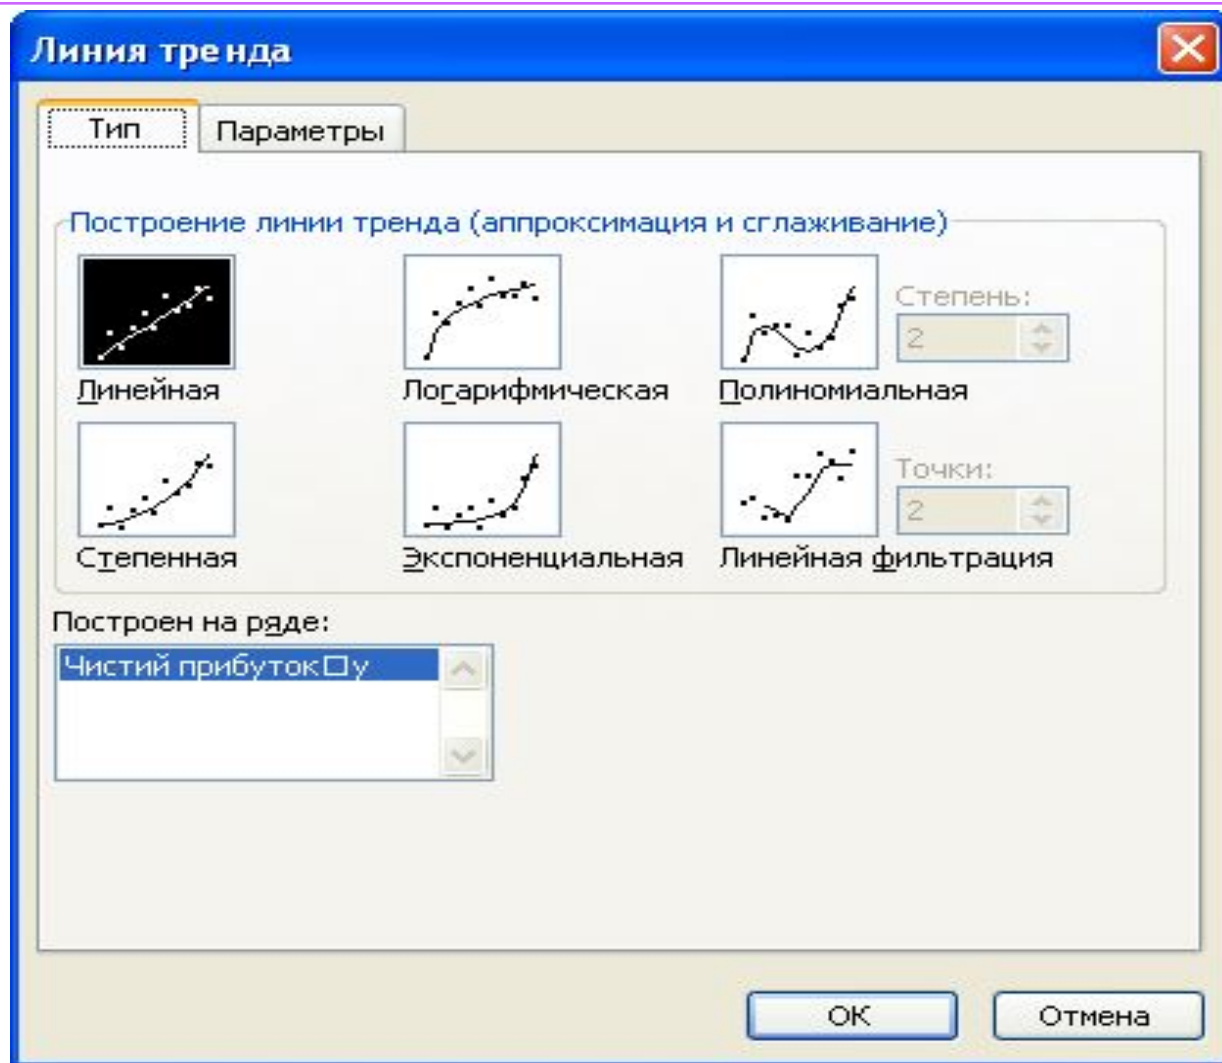 Линия тренда
Тип Параметры
Построение линии тренда (аппроксимация и сглаживание)
Степень:
2
Линейная Логарифмическая Полиномиальная
Точки:
2
Степенная Экспоненциальная Линейная фильтрация
Построен на ряде:
Чистий прибуток□y
ОК Отмена